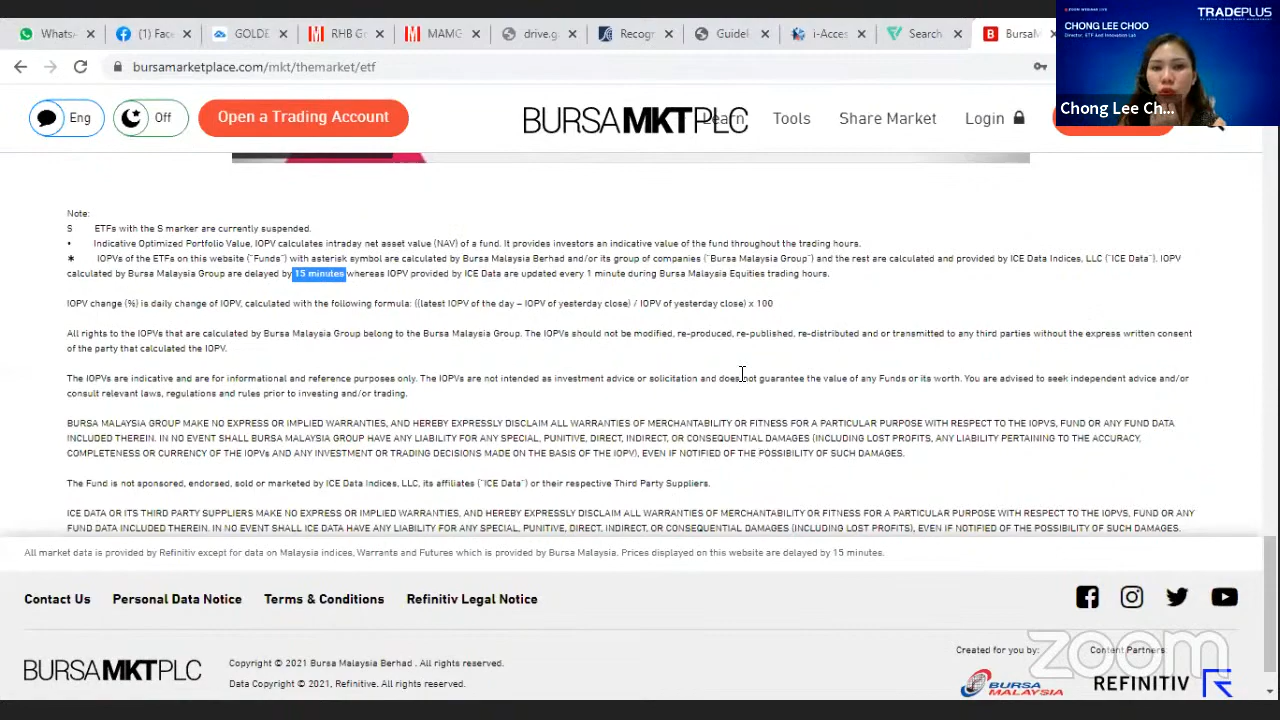 WhatsA
(1) Face
GOLDE
RHB G
MAMG
drive.g
Recogr
Guidel
i-Acces
Search
BursaM
bursamarketplace.com/mkt/themarket/etf
ZOOM WEBINAR LIVE
TRADEPLUS
CHONG LEE CHOO
Director, ETF And Innovation Lab
Chong Lee Ch...
Eng
Off
Open a Trading Account
BURSAMKTPLC
Learn
Tools
Share Market
Login
Note:
S ETFs with the S marker are currently suspended.
• Indicative Optimized Portfolio Value, IOPV calculates intraday net asset value (NAV) of a fund. It provides investors an indicative value of the fund throughout the trading hours.
* IOPVs of the ETFs on this website ("Funds") with asterisk symbol are calculated by Bursa Malaysia Berhad and/or its group of companies ("Bursa Malaysia Group") and the rest are calculated and provided by ICE Data Indices, LLC ("ICE Data"). IOPV
calculated by Bursa Malaysia Group are delayed by 15 minutes whereas IOPV provided by ICE Data are updated every 1 minute during Bursa Malaysia Equities trading hours.
IOPV change (%) is daily change of IOPV, calculated with the following formula: ((latest IOPV of the day – IOPV of yesterday close) / IOPV of yesterday close) x 100
All rights to the IOPVs that are calculated by Bursa Malaysia Group belong to the Bursa Malaysia Group. The IOPVs should not be modified, re-produced, re-published, re-distributed and or transmitted to any third parties without the express written consent
of the party that calculated the IOPV.
The IOPVs are indicative and are for informational and reference purposes only. The IOPVs are not intended as investment advice or solicitation and does not guarantee the value of any Funds or its worth. You are advised to seek independent advice and/or
consult relevant laws, regulations and rules prior to investing and/or trading.
BURSA MALAYSIA GROUP MAKE NO EXPRESS OR IMPLIED WARRANTIES, AND HEREBY EXPRESSLY DISCLAIM ALL WARRANTIES OF MERCHANTABILITY OR FITNESS FOR A PARTICULAR PURPOSE WITH RESPECT TO THE IOPVS, FUND OR ANY FUND DATA
INCLUDED THEREIN. IN NO EVENT SHALL BURSA MALAYSIA GROUP HAVE ANY LIABILITY FOR ANY SPECIAL, PUNITIVE, DIRECT, INDIRECT, OR CONSEQUENTIAL DAMAGES (INCLUDING LOST PROFITS, ANY LIABILITY PERTAINING TO THE ACCURACY,
COMPLETENESS OR CURRENCY OF THE IOPVs AND ANY INVESTMENT OR TRADING DECISIONS MADE ON THE BASIS OF THE IOPV), EVEN IF NOTIFIED OF THE POSSIBILITY OF SUCH DAMAGES.
The Fund is not sponsored, endorsed, sold or marketed by ICE Data Indices, LLC, its affiliates ("ICE Data") or their respective Third Party Suppliers.
ICE DATA OR ITS THIRD PARTY SUPPLIERS MAKE NO EXPRESS OR IMPLIED WARRANTIES, AND HEREBY EXPRESSLY DISCLAIM ALL WARRANTIES OF MERCHANTABILITY OR FITNESS FOR A PARTICULAR PURPOSE WITH RESPECT TO THE IOPVS, FUND OR
ANY FUND DATA INCLUDED THEREIN. IN NO EVENT SHALL ICE DATA HAVE ANY LIABILITY FOR ANY SPECIAL, PUNITIVE, DIRECT, INDIRECT, OR CONSEQUENTIAL DAMAGES (INCLUDING LOST PROFITS), EVEN IF NOTIFIED OF THE POSSIBILITY OF SUCH DAMAGES.
All market data is provided by Refinitiv except for data on Malaysia indices, Warrants and Futures which is provided by Bursa Malaysia. Prices displayed on this website are delayed by 15 minutes.
Contact Us
Personal Data Notice
Terms & Conditions
Refinitiv Legal Notice
zoom
BURSAMKTPLC
Copyright © 2021 Bursa Malaysia Berhad . All rights reserved.
Data Copyright © 2021, Refinitiv. All rights reserved.
Created for you by:
BURSA MALAYSIA
Content Partners
REFINITIV